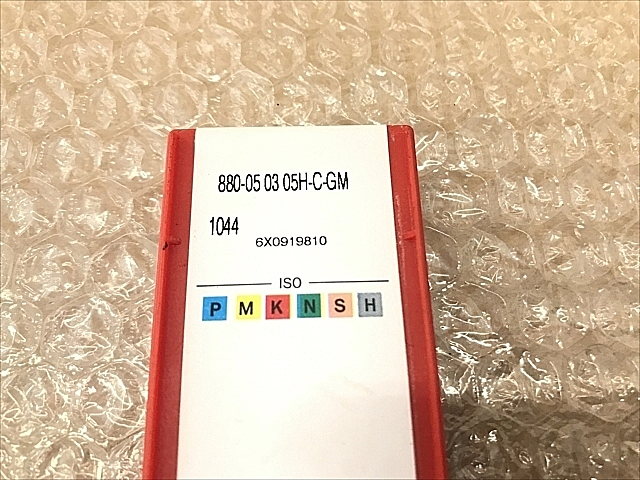 880-05 03 05H-C-GM
1044
6X0919810
ISO
P M K N S H